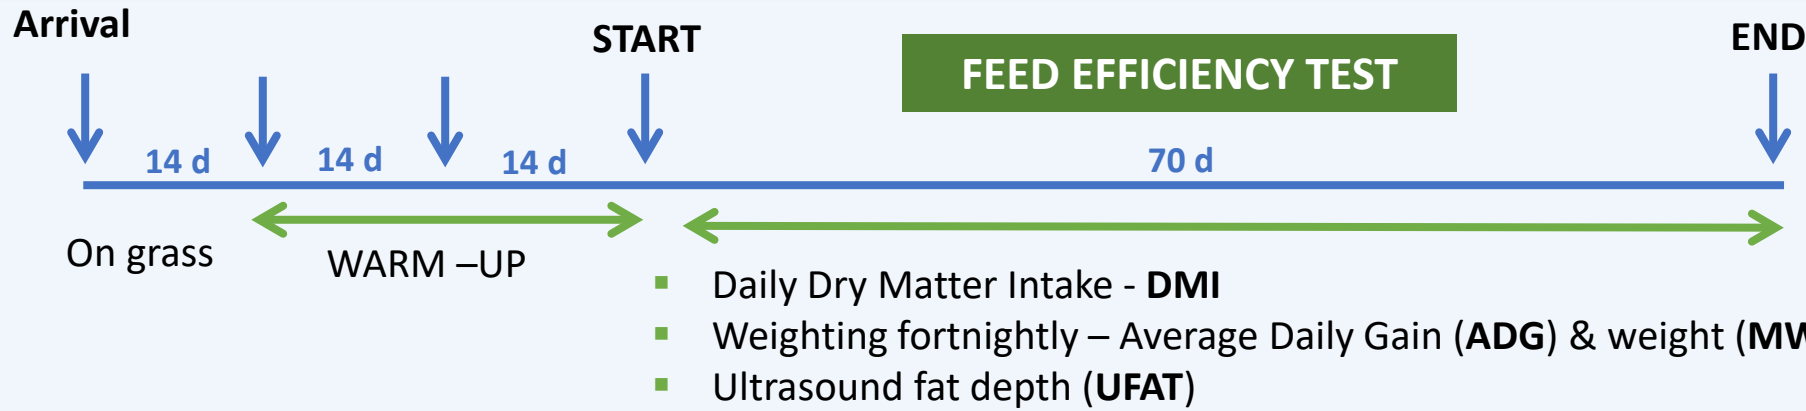 Arrival
START
FEED EFFICIENCY TEST
END
14 d
14 d
14 d
70 d
On grass
WARM –UP
▪ Daily Dry Matter Intake - DMI
▪ Weighting fortnightly – Average Daily Gain (ADG) & weight (MW
▪ Ultrasound fat depth (UFAT)